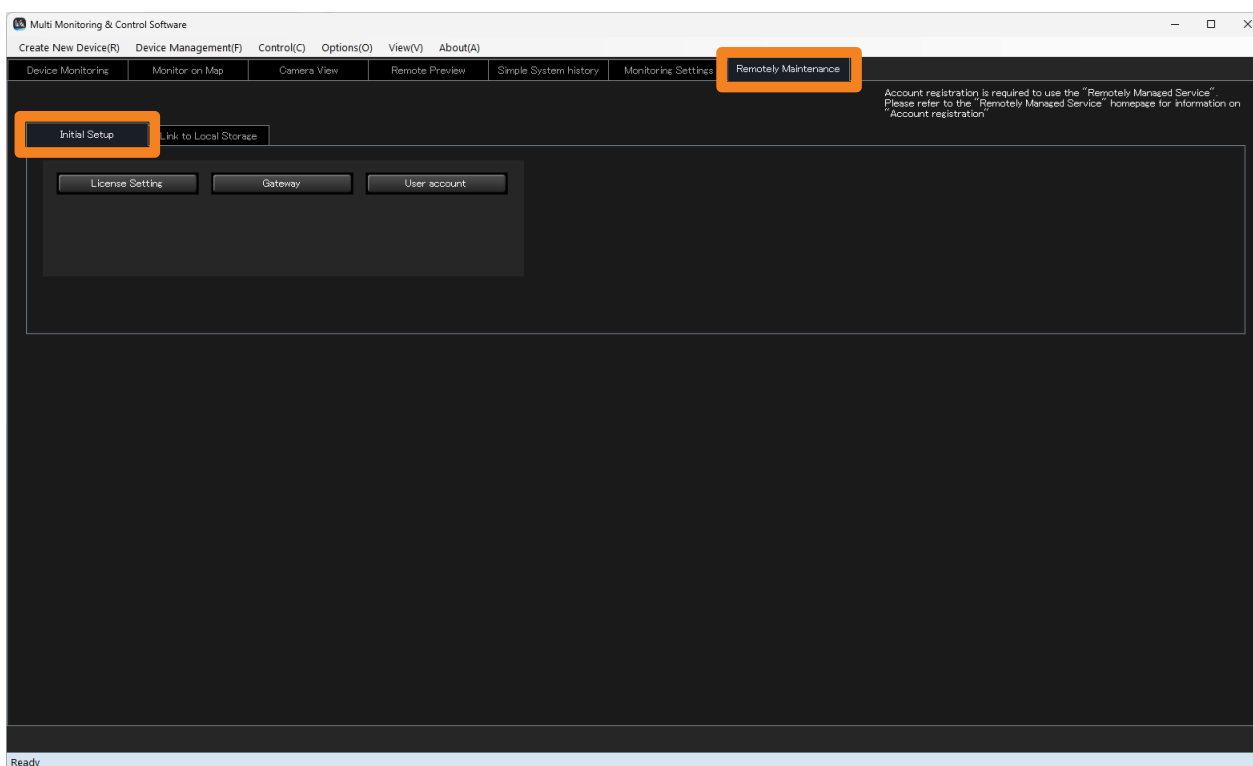 Multi Monitoring & Control Software
Create New Device(R) Device Management(F) Control(C) Options(O) View(V) About(A)
Device Monitoring Monitor on Map Camera View Remote Preview Simple System history Monitoring Settings Remotely Maintenance
Account registration is required to use the "Remotely Managed Service".
Please refer to the "Remotely Managed Service" homepage for information on
"Account registration"
Initial Setup Link to Local Storage
License Setting Gateway User account
Ready